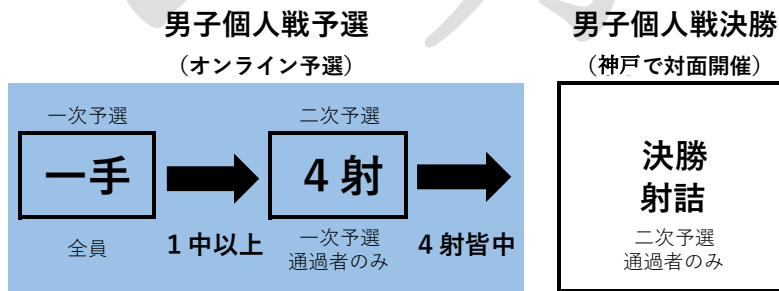 男子個人戦予選
（オンライン予選）
一次予選
一手
全員
1中以上
二次予選
4射
一次予選
通過者のみ
4射皆中
男子個人戦決勝
（神戸で対面開催）
決勝
射詰
二次予選
通過者のみ